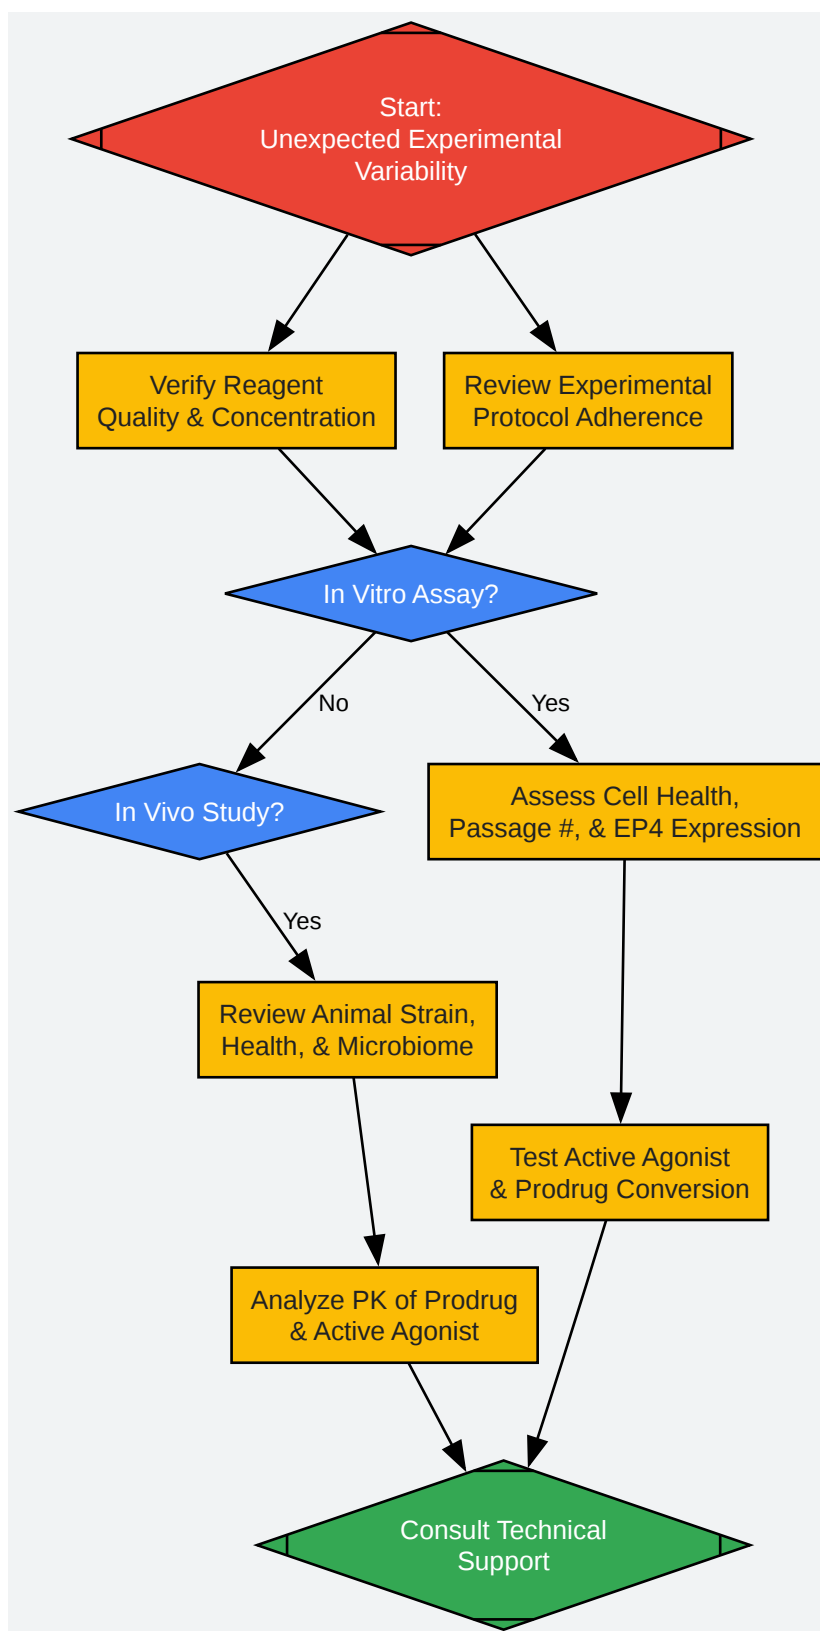 Start:
Unexpected Experimental
Variability
Verify Reagent
Quality & Concentration
Review Experimental
Protocol Adherence
In Vitro Assay?
No
Yes
In Vivo Study?
Assess Cell Health,
Passage #, & EP4 Expression
Yes
Review Animal Strain,
Health, & Microbiome
Test Active Agonist
& Prodrug Conversion
Analyze PK of Prodrug
& Active Agonist
Consult Technical
Support